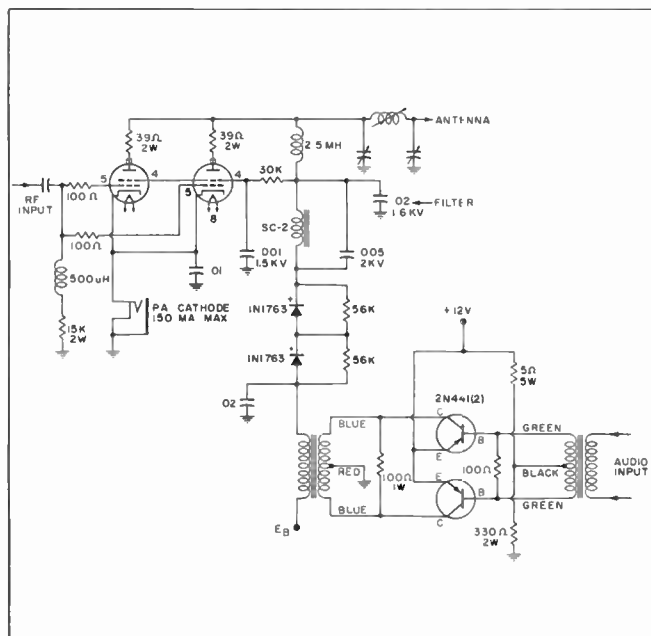 39Ω
2W
39Ω
2W
2 5 MH
ANTENNA
5
4
5
4
8
30K
100Ω
RF
INPUT
100Ω
02
1.6 KV
FILTER
SC-2
001
1.5KV
005
2KV
500uH
01
15K
2W
PA CATHODE
150 MA MAX
1N1763
56K
1N1763
56K
+12V
02
5Ω
5W
2N441(2)
BLUE
C
B
GREEN
E
RED
100Ω
1W
100Ω
BLACK
AUDIO
INPUT
E
B
BLUE
C
GREEN
EB
330Ω
2W